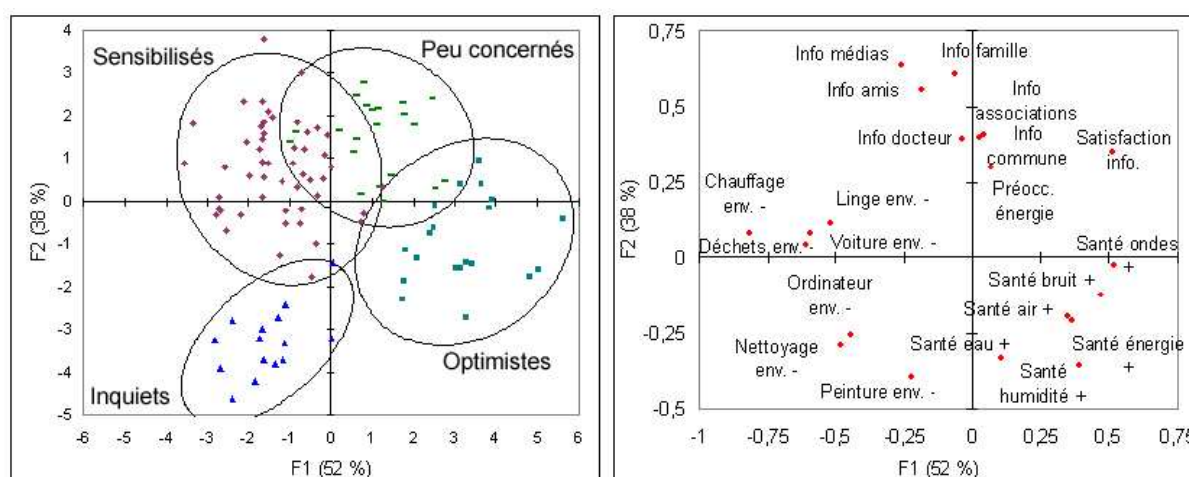 4
3
2
1
0
-1
-2
-3
-4
-5
F2 (38 %)
Sensibilisés
Peu concernés
Inquiets
Optimistes
-6 -5 -4 -3 -2 -1 0 1 2 3 4 5 6
F1 (52 %)
0,75
0,5
0,25
0
-0,25
-0,5
F2 (38 %)
Info médias
Info famille
Info amis
Info
associations
Info docteur
Info
commune
Satisfaction
info.
Préocc.
énergie
Chauffage
env. -
Linge env. -
Déchets env. -
Voiture env. -
Santé ondes
+
Ordinateur
env. -
Santé bruit +
Santé air +
Nettoyage
env. -
Santé eau +
Santé énergie
+
Peinture env. -
Santé
humidité +
-1 -0,75 -0,5 -0,25 0 0,25 0,5 0,75
F1 (52 %)